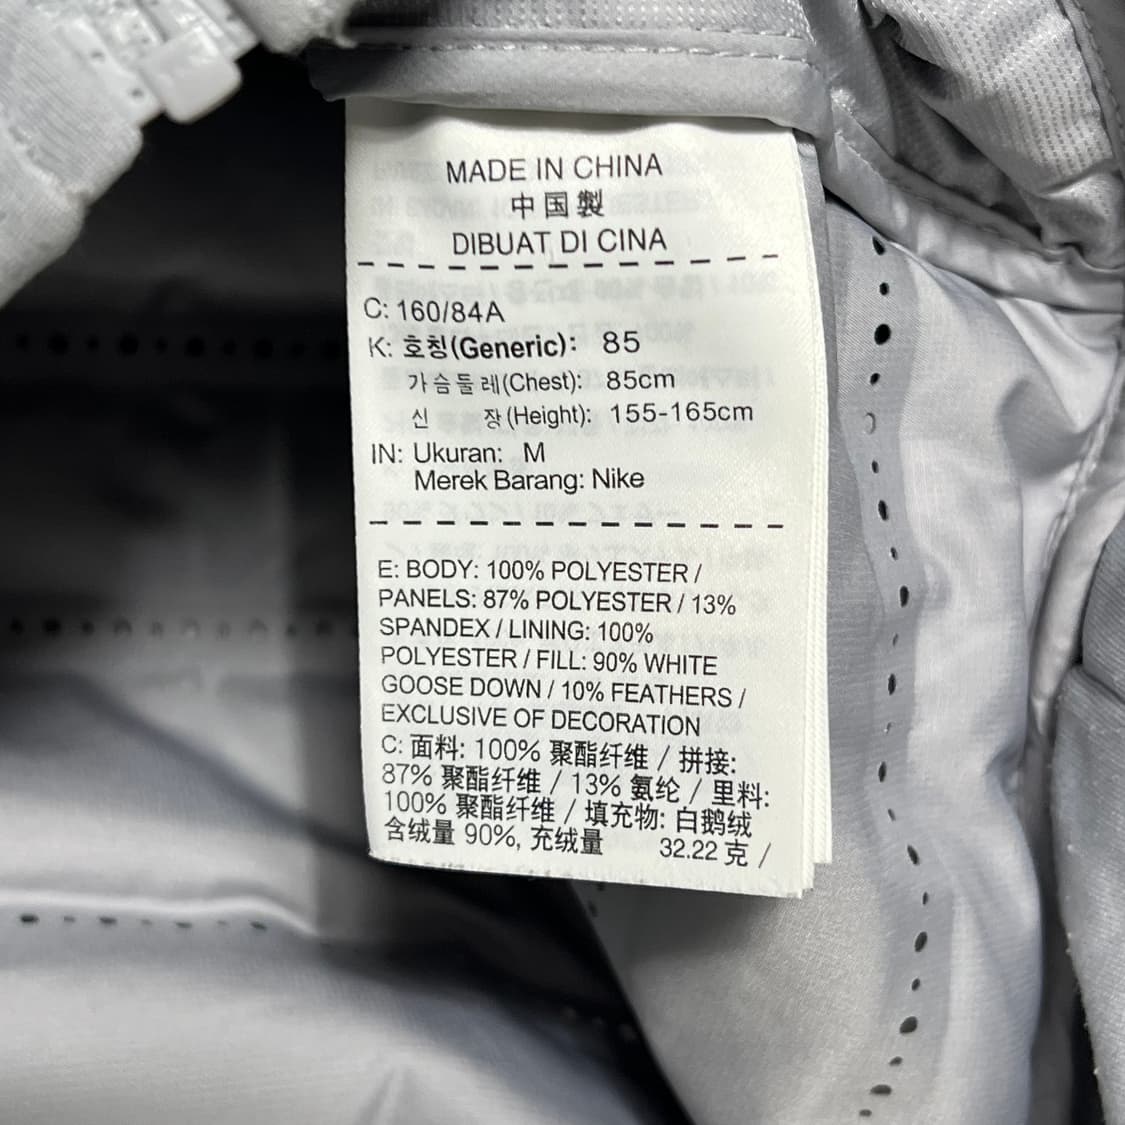 MADE IN CHINA
中国製
DIBUAT DI CINA
C: 160/84A
K: 호칭(Generic): 85
가슴둘레(Chest): 85cm
신 장(Height): 155-165cm
IN: Ukuran: M
Merek Barang: Nike
E: BODY: 100% POLYESTER /
PANELS: 87% POLYESTER / 13%
SPANDEX / LINING: 100%
POLYESTER / FILL: 90% WHITE
GOOSE DOWN / 10% FEATHERS /
EXCLUSIVE OF DECORATION
C: 面料: 100% 聚酯纤维 / 拼接:
87% 聚酯纤维 / 13% 氨纶 / 里料:
100% 聚酯纤维 / 填充物: 白鹅绒
含绒量 90%, 充绒量 32.22 克 /